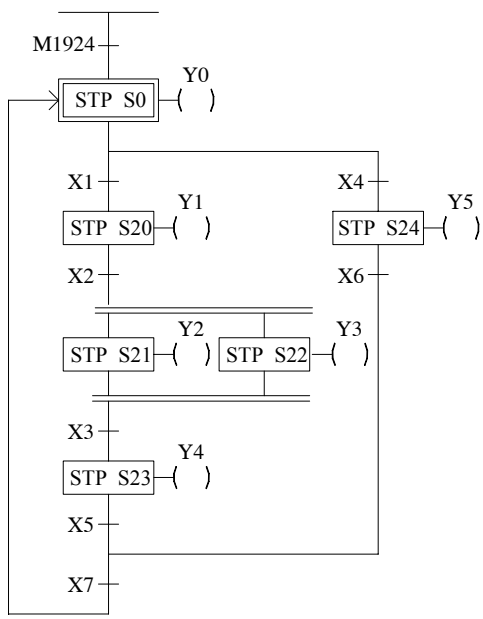 M1924
Y0
STP S0
X1
X4
Y1
Y5
STP S20
STP S24
X2
X6
Y2
Y3
STP S21
STP S22
X3
Y4
STP S23
X5
X7